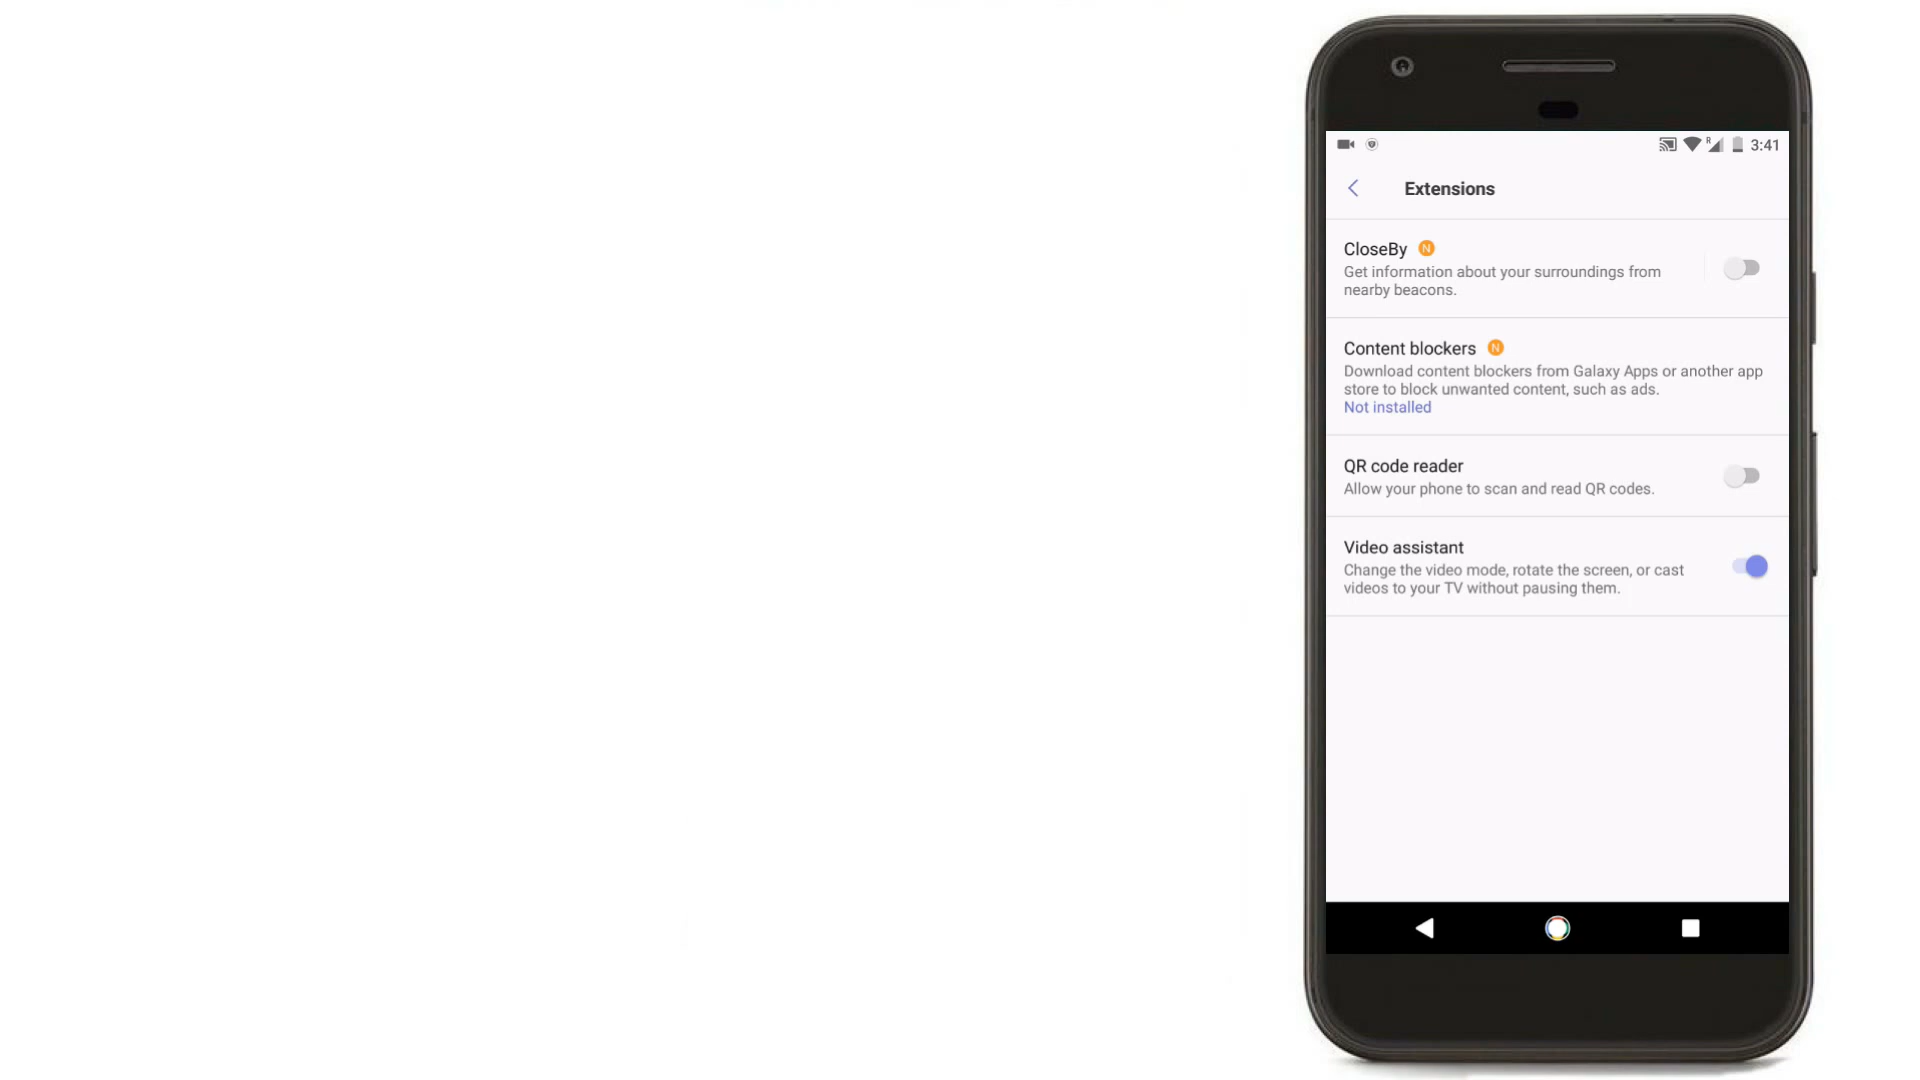 R 3:41
Extensions
CloseBy N
Get information about your surroundings from
nearby beacons.
Content blockers N
Download content blockers from Galaxy Apps or another app
store to block unwanted content, such as ads.
Not installed
QR code reader
Allow your phone to scan and read QR codes.
Video assistant
Change the video mode, rotate the screen, or cast
videos to your TV without pausing them.